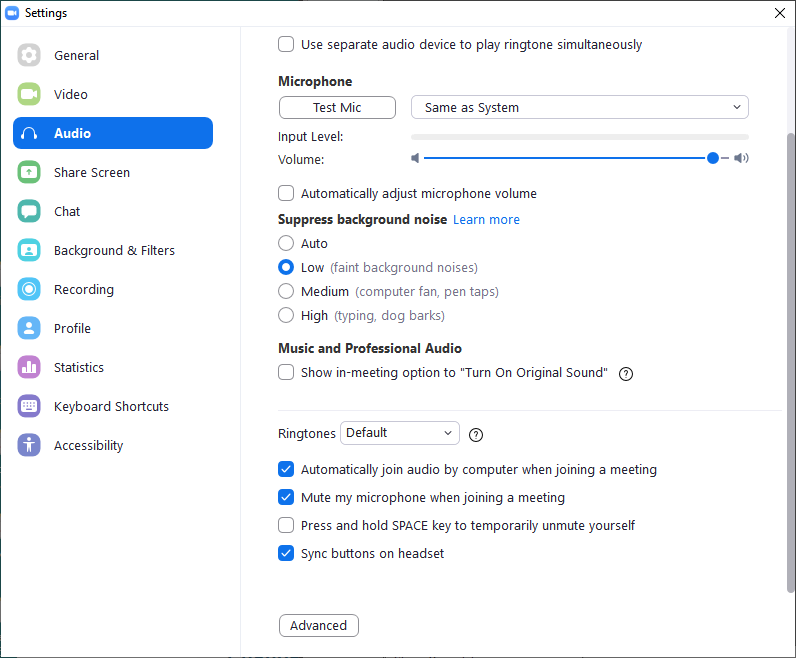 Settings
General
Video
Audio
Share Screen
Chat
Background & Filters
Recording
Profile
Statistics
Keyboard Shortcuts
Accessibility
Use separate audio device to play ringtone simultaneously
Microphone
Test Mic Same as System
Input Level:
Volume:
Automatically adjust microphone volume
Suppress background noise Learn more
Auto
Low (faint background noises)
Medium (computer fan, pen taps)
High (typing, dog barks)
Music and Professional Audio
Show in-meeting option to "Turn On Original Sound" ?
Ringtones Default ?
Automatically join audio by computer when joining a meeting
Mute my microphone when joining a meeting
Press and hold SPACE key to temporarily unmute yourself
Sync buttons on headset
Advanced